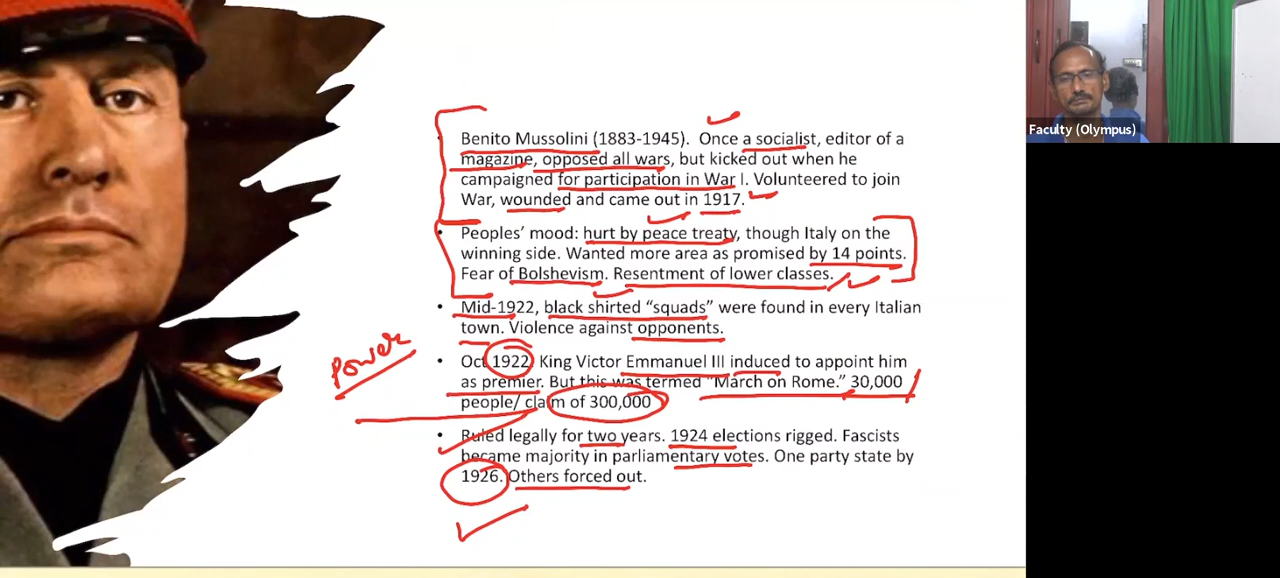 Benito Mussolini (1883-1945). Once a socialist, editor of a
magazine, opposed all wars, but kicked out when he
campaigned for participation in War I. Volunteered to join
War, wounded and came out in 1917.
Peoples' mood: hurt by peace treaty, though Italy on the
winning side. Wanted more area as promised by 14 points.
Fear of Bolshevism. Resentment of lower classes.
Mid-1922, black shirted "squads" were found in every Italian
town. Violence against opponents.
Power
Oct 1922 King Victor Emmanuel III induced to appoint him
as premier. But this was termed "March on Rome." 30,000
people/ claim of 300,000
Ruled legally for two years. 1924 elections rigged. Fascists
became majority in parliamentary votes. One party state by
1926. Others forced out.
Faculty (Olympus)